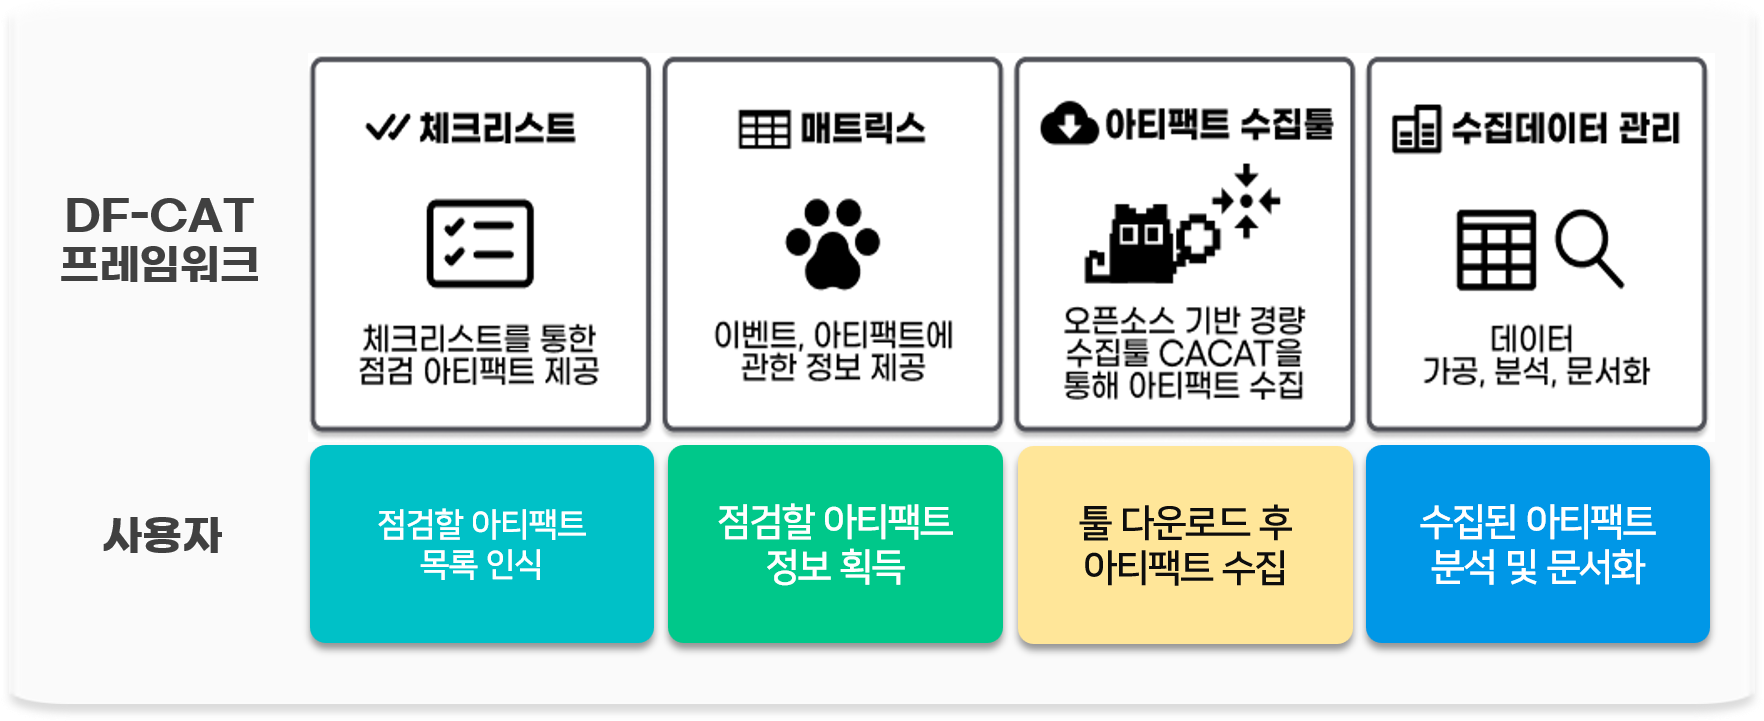 DF-CAT
프레임워크
체크리스트
체크리스트를 통한
점검 아티팩트 제공
매트릭스
이벤트, 아티팩트에
관한 정보 제공
아티팩트 수집툴
오픈소스 기반 경량
수집툴 CACAT을
통해 아티팩트 수집
수집데이터 관리
데이터
가공, 분석, 문서화
사용자
점검할 아티팩트
목록 인식
점검할 아티팩트
정보 획득
툴 다운로드 후
아티팩트 수집
수집된 아티팩트
분석 및 문서화